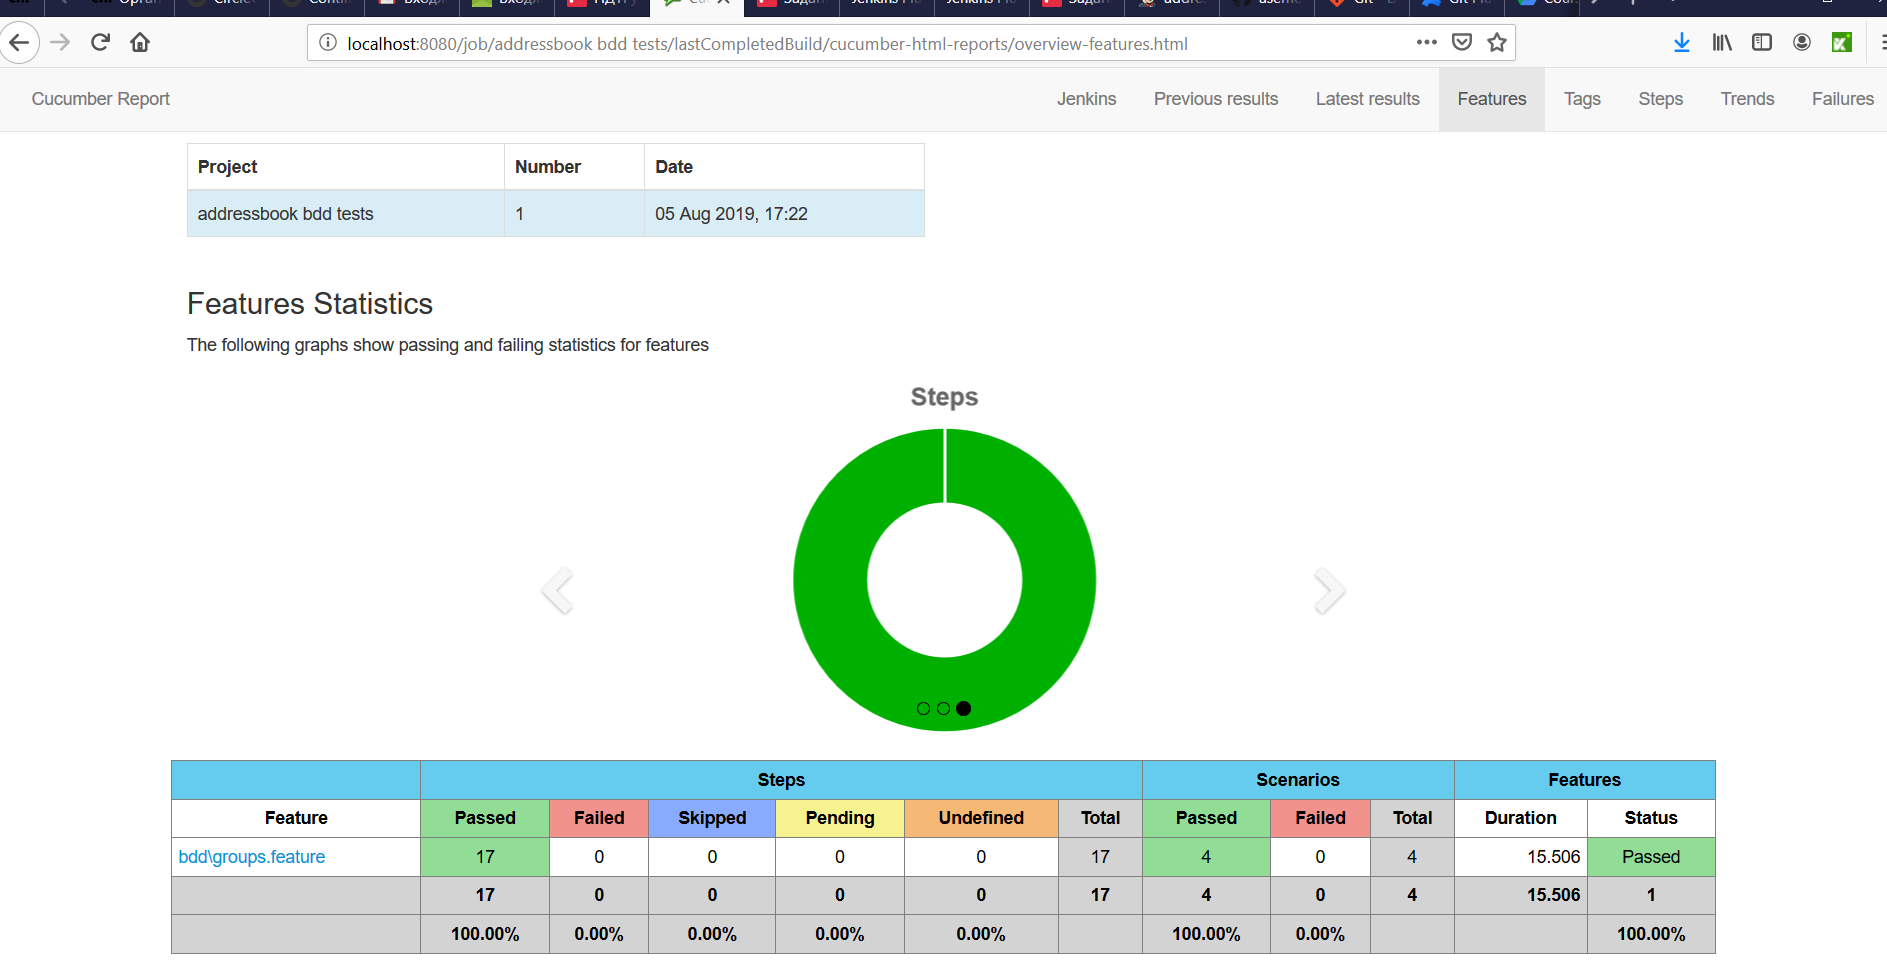 localhost:8080/job/addressbook bdd tests/lastCompletedBuild/cucumber-html-reports/overview-features.html
Cucumber Report Jenkins Previous results Latest results Features Tags Steps Trends Failures
Project Number Date
addressbook bdd tests 1 05 Aug 2019, 17:22
Features Statistics
The following graphs show passing and failing statistics for features
Steps
Steps Scenarios Features
Feature Passed Failed Skipped Pending Undefined Total Passed Failed Total Duration Status
bdd\groups.feature 17 0 0 0 0 17 4 0 4 15.506 Passed
17 0 0 0 0 17 4 0 4 15.506 1
100.00% 0.00% 0.00% 0.00% 0.00% 100.00% 0.00% 100.00%